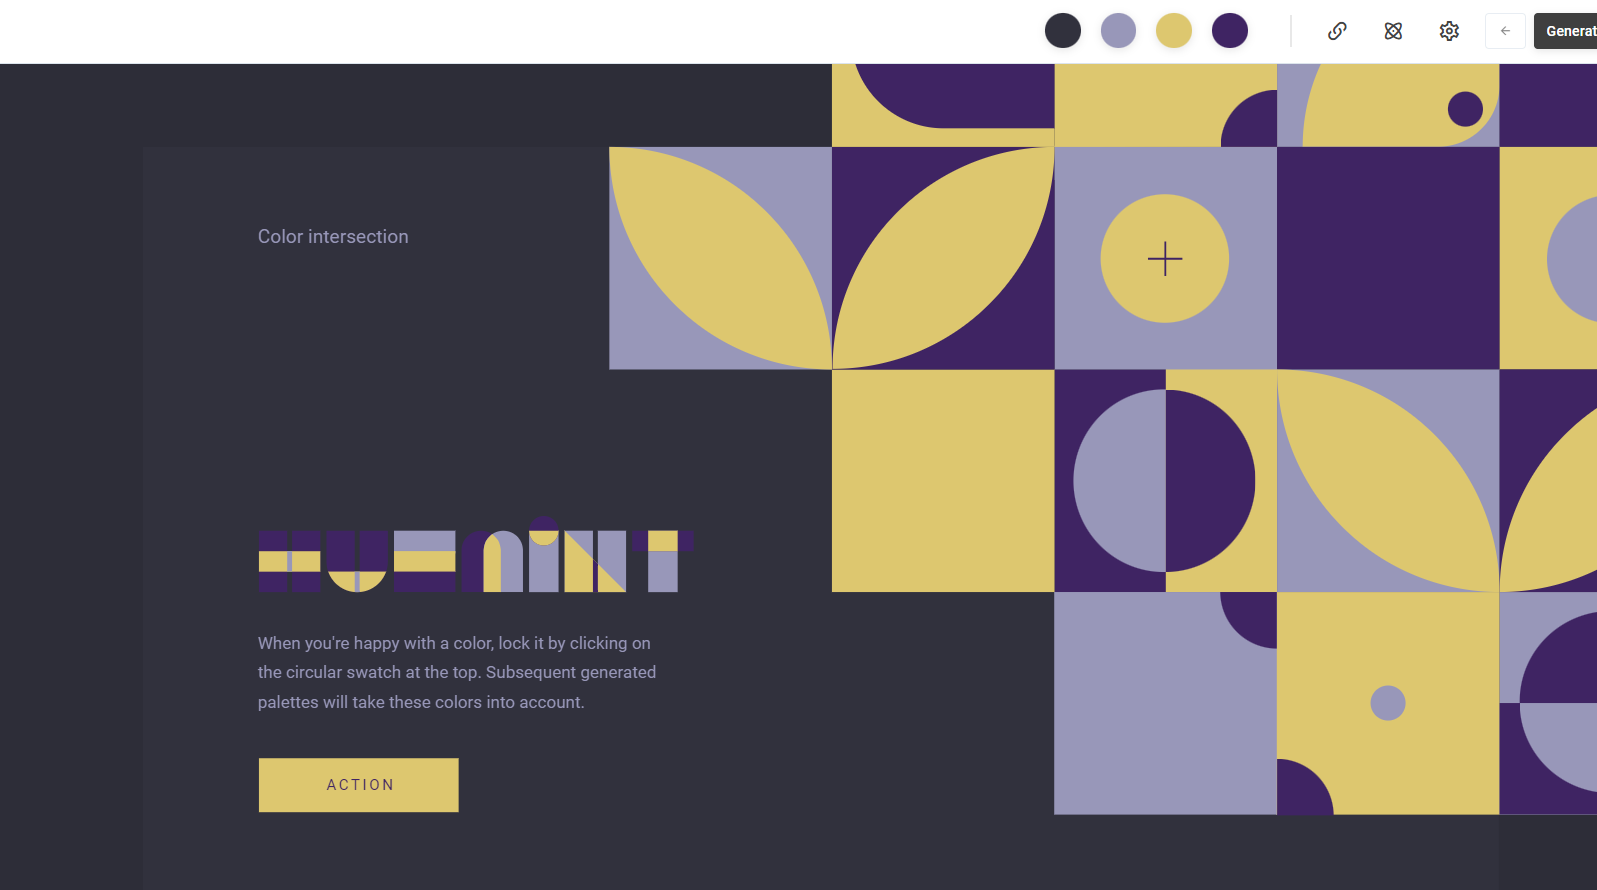 Generat
Color intersection
HUEMiNT
When you're happy with a color, lock it by clicking on
the circular swatch at the top. Subsequent generated
palettes will take these colors into account.
ACTION